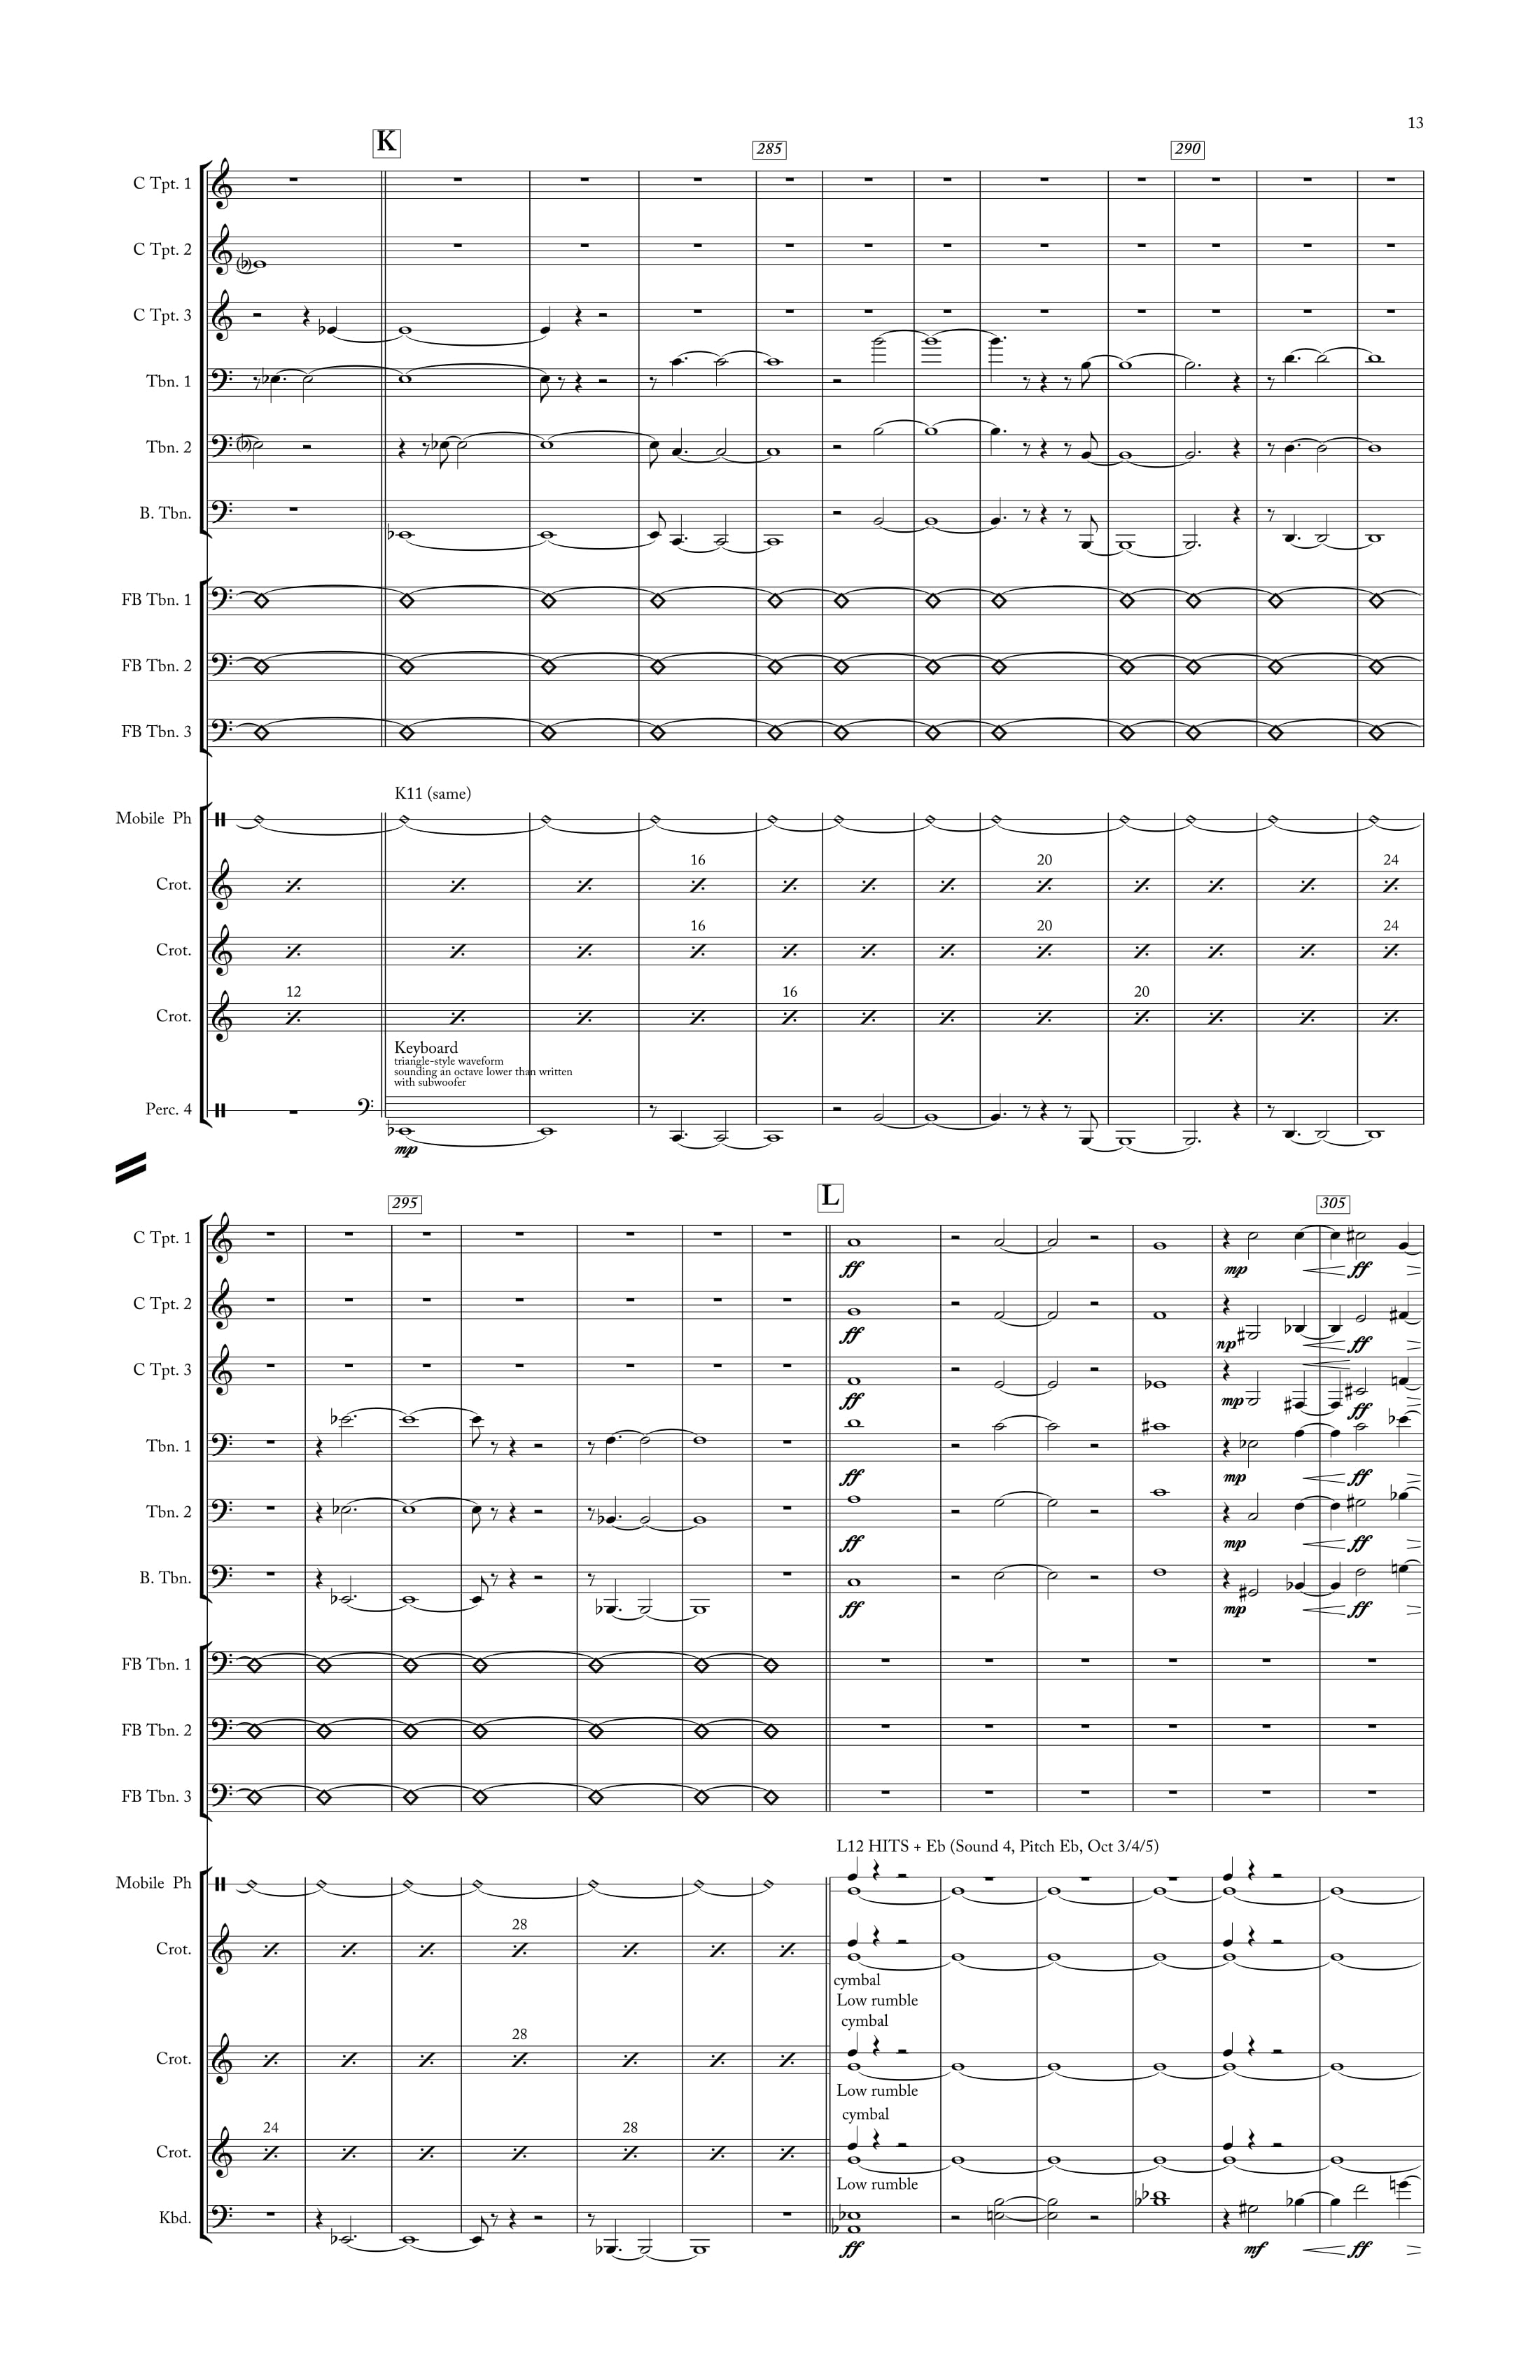 13
K
285
290
C Tpt. 1
C Tpt. 2
C Tpt. 3
Tbn. 1
Tbn. 2
B. Tbn.
FB Tbn. 1
FB Tbn. 2
FB Tbn. 3
K11 (same)
Mobile Ph
16 20 24
Crot.
16 20 24
Crot.
12 16 20
Crot.
Keyboard
triangle-style waveform
sounding an octave lower than written
with subwoofer
Perc. 4
mp
295
L
305
C Tpt. 1
ff mp ff
C Tpt. 2
ff mp ff
C Tpt. 3
ff mp ff
Tbn. 1
ff mp ff
Tbn. 2
ff mp ff
B. Tbn.
ff mp ff
FB Tbn. 1
FB Tbn. 2
FB Tbn. 3
L12 HITS + Eb (Sound 4, Pitch Eb, Oct 3/4/5)
Mobile Ph
28
Crot.
cymbal
Low rumble
cymbal
28
Crot.
Low rumble
cymbal
24 28
Crot.
Low rumble
Kbd.
ff mf ff